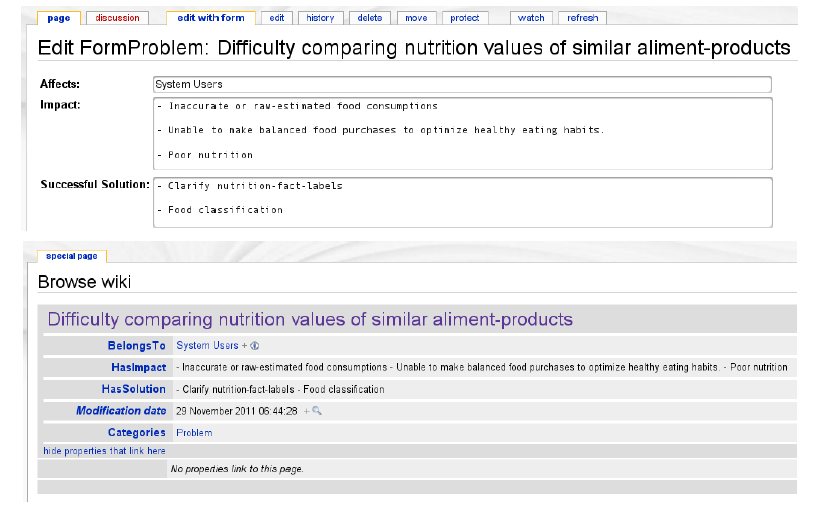 page discussion edit with form edit history delete move protect watch refresh
Edit FormProblem: Difficulty comparing nutrition values of similar aliment-products
Affects: System Users
Impact: - Inaccurate or raw-estimated food consumptions
- Unable to make balanced food purchases to optimize healthy eating habits.
- Poor nutrition
Successful Solution: - Clarify nutrition-fact-labels
- Food classification
special page
Browse wiki
Difficulty comparing nutrition values of similar aliment-products
BelongsTo System Users +
HasImpact - Inaccurate or raw-estimated food consumptions - Unable to make balanced food purchases to optimize healthy eating habits. - Poor nutrition
HasSolution - Clarify nutrition-fact-labels - Food classification
Modification date 29 November 2011 06:44:28 +
Categories Problem
hide properties that link here
No properties link to this page.